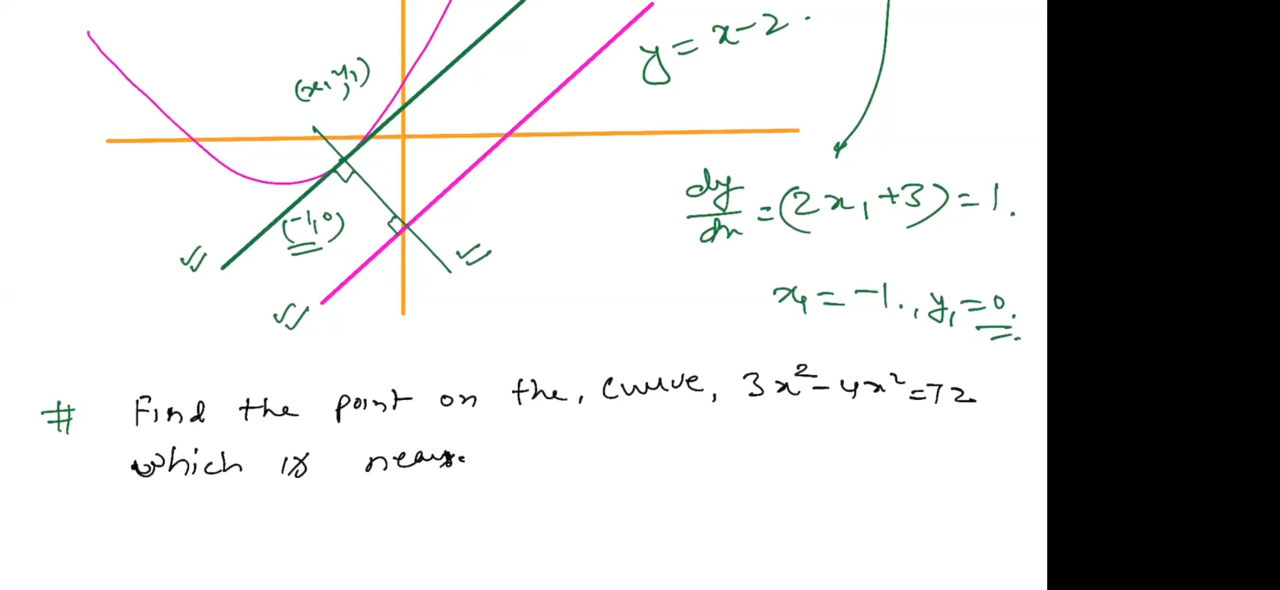 y = x-2.
(x1, y1)
dy/dx = (2x1+3) = 1.
(-1,0)
x1 = -1., y1 = 0.
# Find the point on the, curve, 3x²-4x²=72
which is near